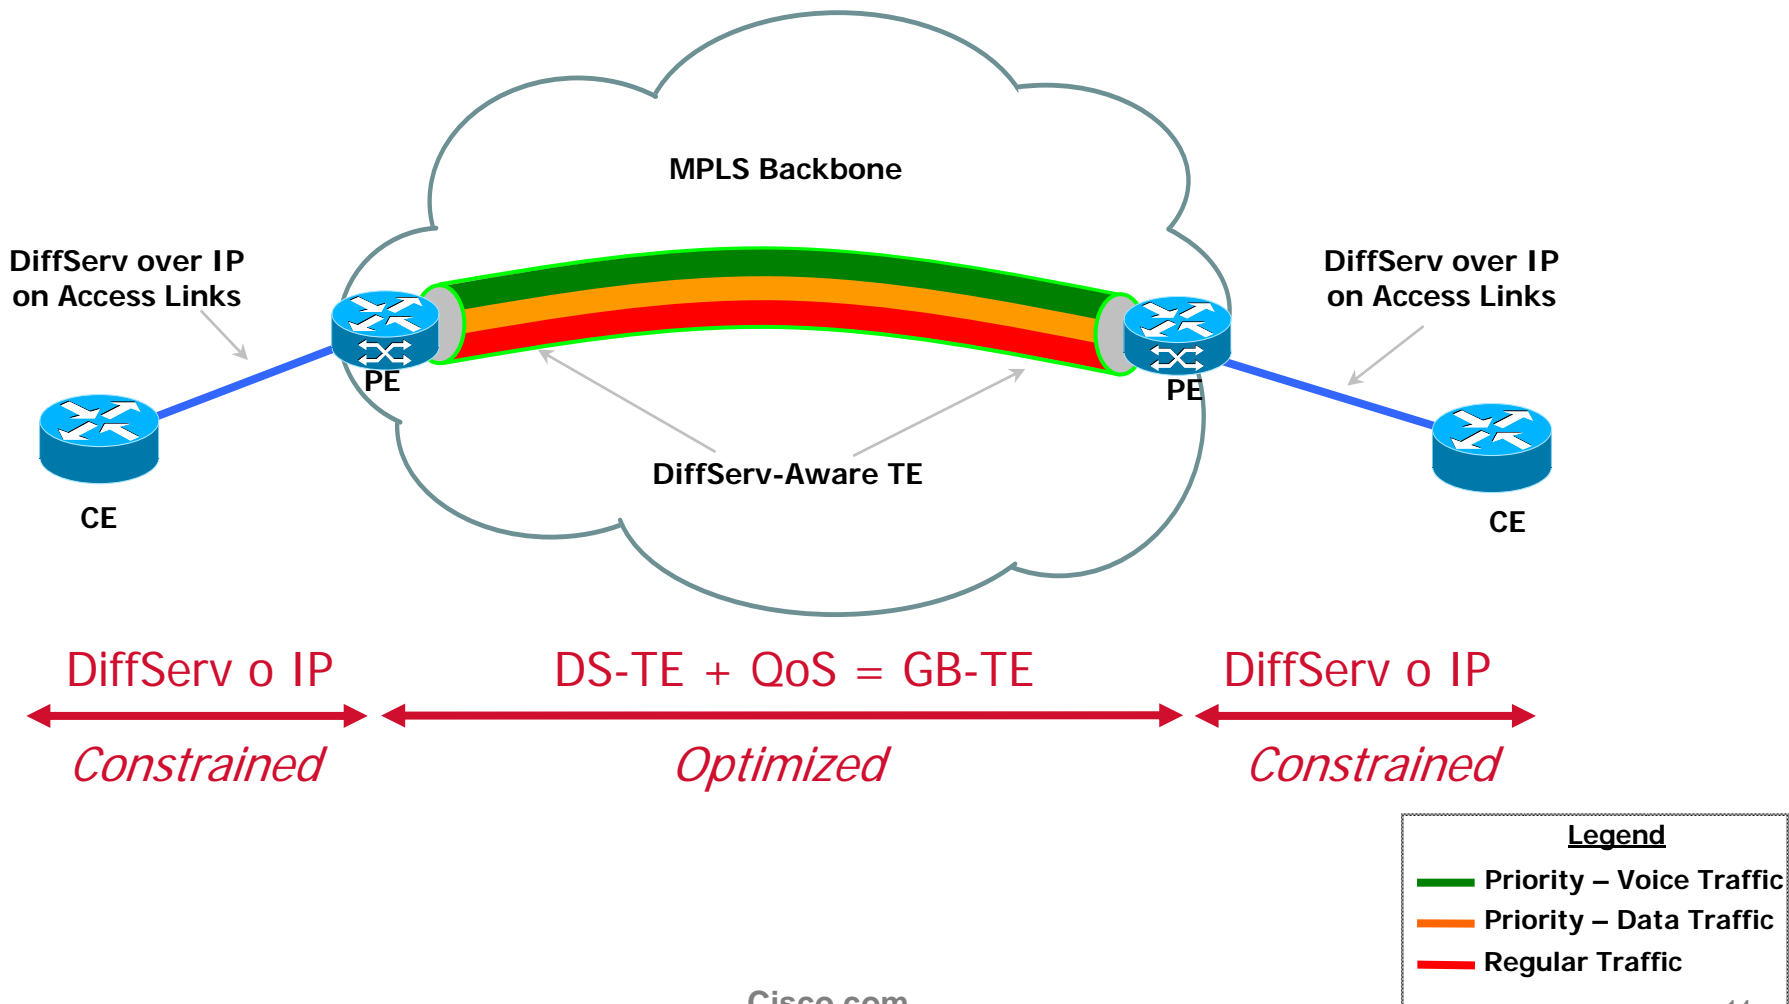 MPLS Backbone
DiffServ over IP
on Access Links
DiffServ over IP
on Access Links
PE
PE
DiffServ-Aware TE
CE
CE
DiffServ o IP
DS-TE + QoS = GB-TE
DiffServ o IP
Constrained
Optimized
Constrained
Legend
Priority – Voice Traffic
Priority – Data Traffic
Regular Traffic
Cisco.com